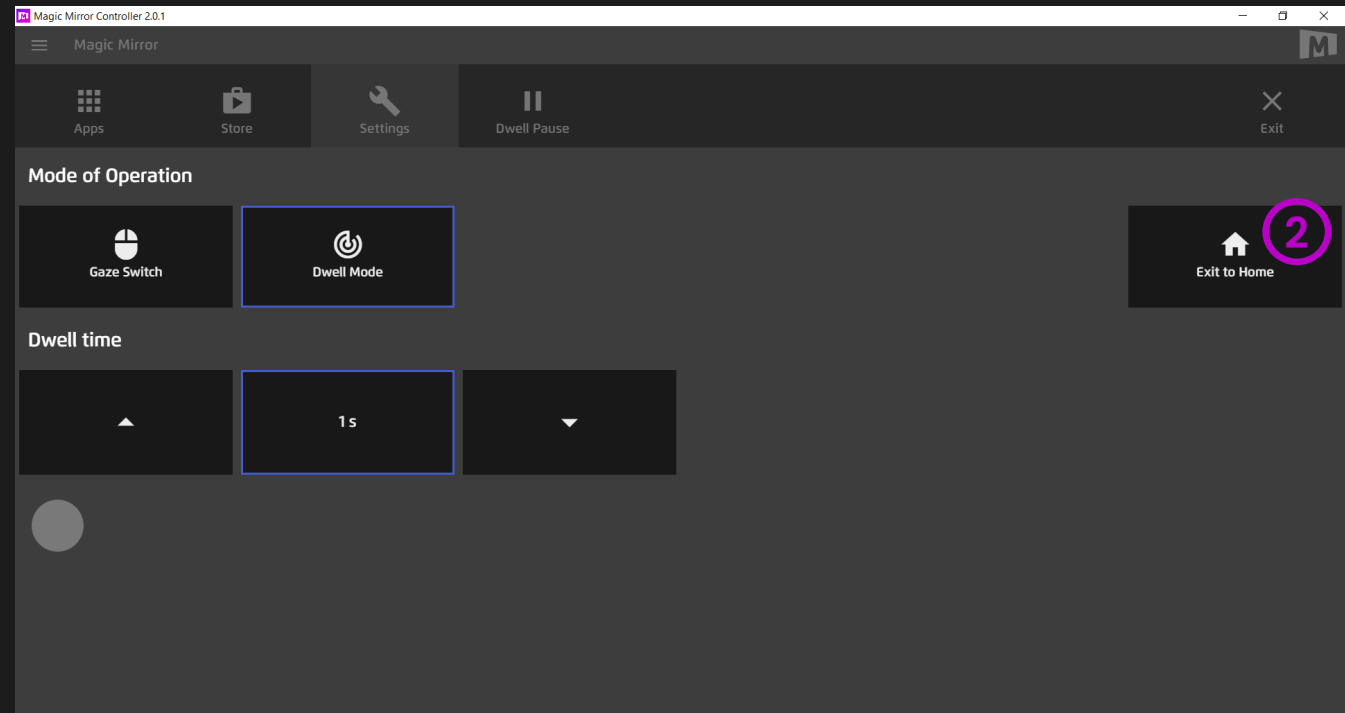 Magic Mirror Controller 2.0.1
Magic Mirror
M
Apps
Store
Settings
Dwell Pause
Exit
Mode of Operation
Gaze Switch
Dwell Mode
2
Exit to Home
Dwell time
1 s